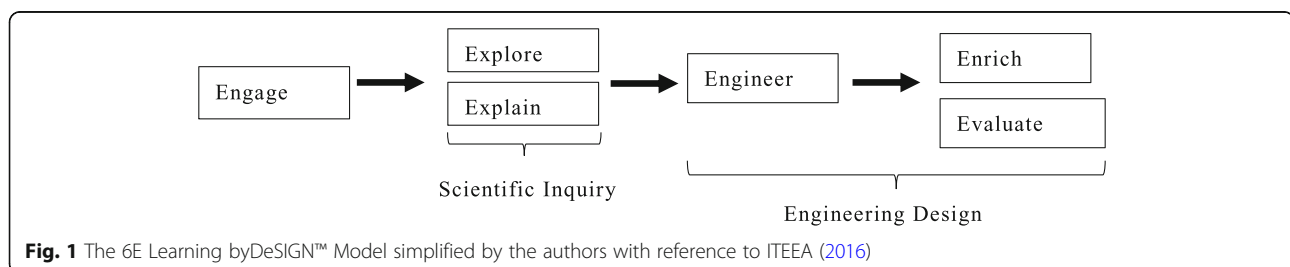 Engage
Explore
Explain
Engineer
Enrich
Evaluate
Scientific Inquiry
Engineering Design
Fig. 1 The 6E Learning byDeSIGN™ Model simplified by the authors with reference to ITEEA (2016)